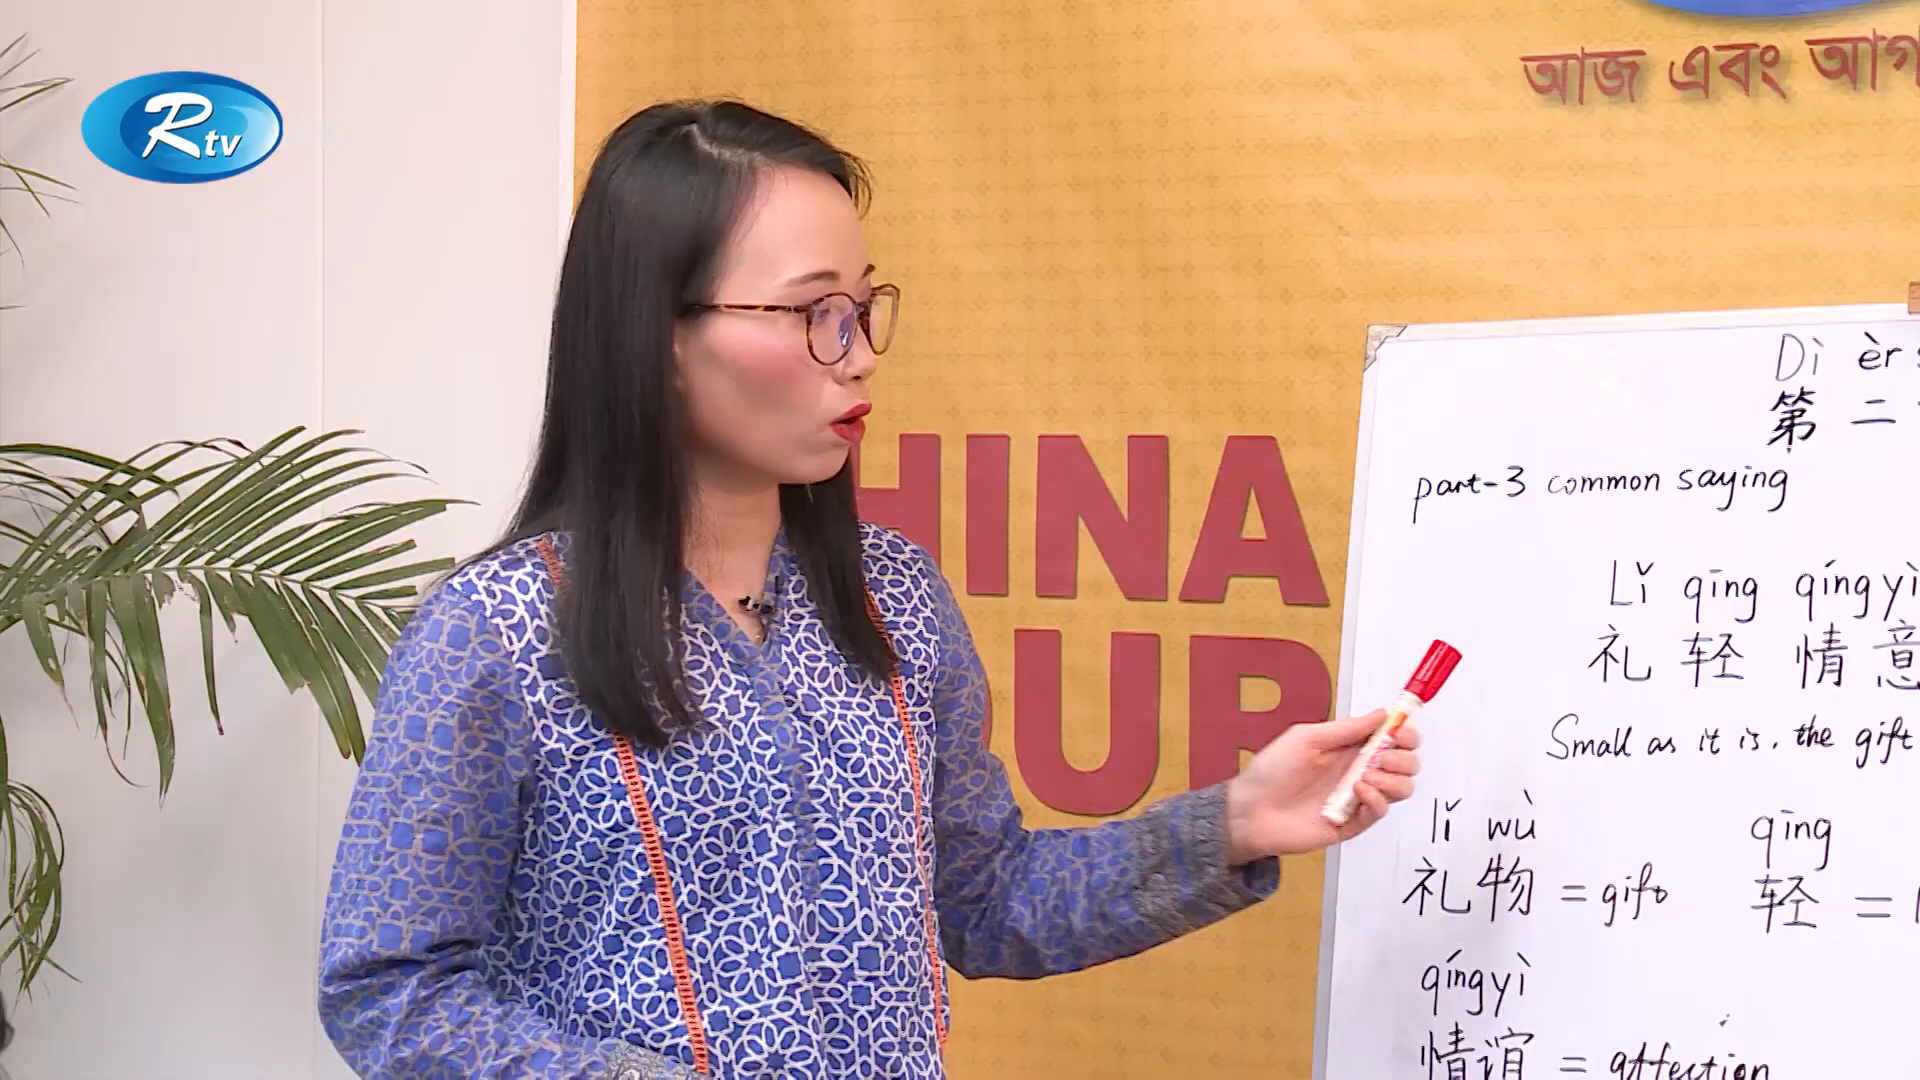 Rtv
আজ এবং আগ
HINA
OUR
Dì èr
第 二
part-3 common saying
Lǐ qīng qíngyì
礼 轻 情 意
Small as it is, the gift
lǐ wù qīng
礼物 = gift 轻 =
qíngyì
情谊 = affection